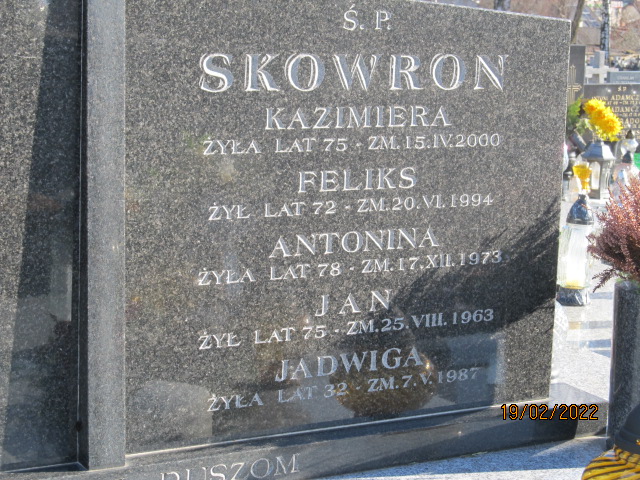 Ś. P.
SKOWRON
KAZIMIERA
ŻYŁA LAT 75 - ZM. 15. IV. 2000
FELIKS
ŻYŁ LAT 72 - ZM. 20. VI. 1994
ANTONINA
ŻYŁA LAT 78 - ZM. 17. XII. 1973
JAN
ŻYŁ LAT 75 - ZM. 25. VIII. 1963
JADWIGA
ŻYŁA LAT 32 - ZM. 7. V. 1987
DUSZOM
19/02/2022